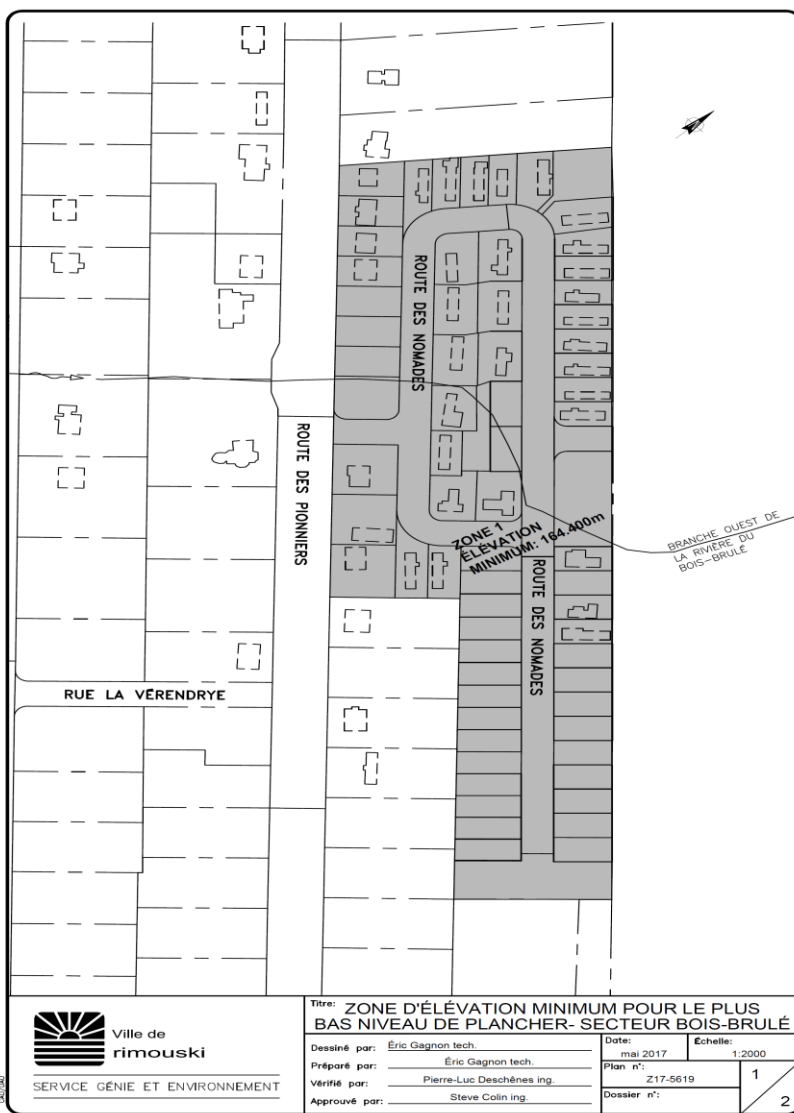 ROUTE DES NOMADES
ROUTE DES PIONNIERS
ZONE 1
ÉLÉVATION
MINIMUM: 164.400m
BRANCHE OUEST DE
LA RIVIÈRE DU
BOIS-BRULÉ
ROUTE DES NOMADES
RUE LA VÉRENDRYE
Ville de
rimouski
SERVICE GÉNIE ET ENVIRONNEMENT
Titre: ZONE D'ÉLÉVATION MINIMUM POUR LE PLUS
BAS NIVEAU DE PLANCHER- SECTEUR BOIS-BRULÉ
Dessiné par: Éric Gagnon tech.
Préparé par: Éric Gagnon tech.
Vérifié par: Pierre-Luc Deschênes ing.
Approuvé par: Steve Colin ing.
Date: mai 2017
Échelle: 1:2000
Plan n°: Z17-5619
Dossier n°:
1
2